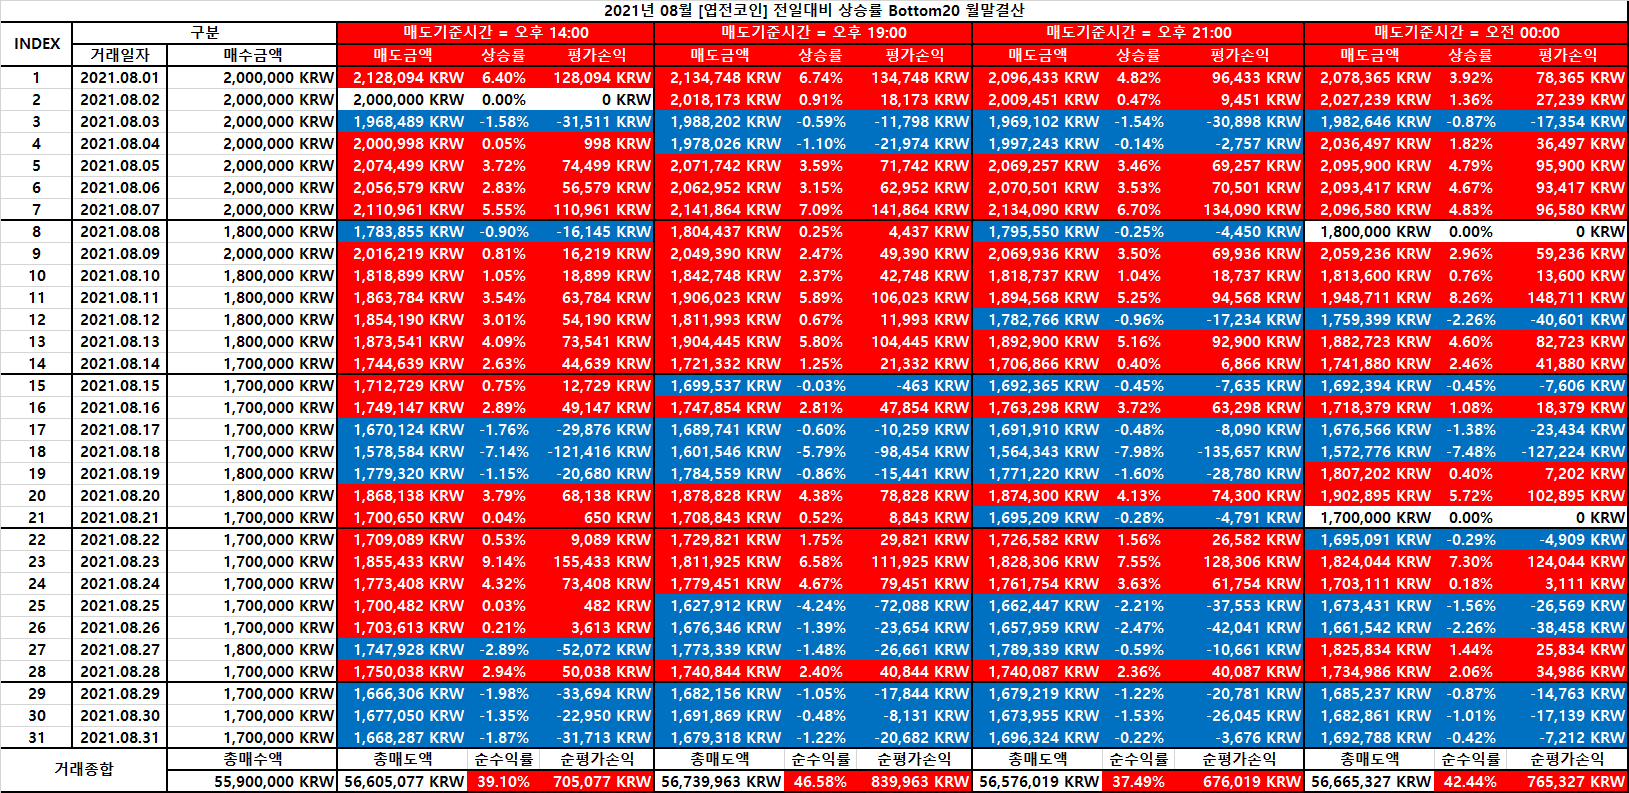 2021년 08월 [엽전코인] 전일대비 상승률 Bottom20 월말결산
INDEX 구분 매도기준시간 = 오후 14:00 매도기준시간 = 오후 19:00 매도기준시간 = 오후 21:00 매도기준시간 = 오전 00:00
거래일자 매수금액 매도금액 상승률 평가손익 매도금액 상승률 평가손익 매도금액 상승률 평가손익 매도금액 상승률 평가손익
1 2021.08.01 2,000,000 KRW 2,128,094 KRW 6.40% 128,094 KRW 2,134,748 KRW 6.74% 134,748 KRW 2,096,433 KRW 4.82% 96,433 KRW 2,078,365 KRW 3.92% 78,365 KRW
2 2021.08.02 2,000,000 KRW 2,000,000 KRW 0.00% 0 KRW 2,018,173 KRW 0.91% 18,173 KRW 2,009,451 KRW 0.47% 9,451 KRW 2,027,239 KRW 1.36% 27,239 KRW
3 2021.08.03 2,000,000 KRW 1,968,489 KRW -1.58% -31,511 KRW 1,988,202 KRW -0.59% -11,798 KRW 1,969,102 KRW -1.54% -30,898 KRW 1,982,646 KRW -0.87% -17,354 KRW
4 2021.08.04 2,000,000 KRW 2,000,998 KRW 0.05% 998 KRW 1,978,026 KRW -1.10% -21,974 KRW 1,997,243 KRW -0.14% -2,757 KRW 2,036,497 KRW 1.82% 36,497 KRW
5 2021.08.05 2,000,000 KRW 2,074,499 KRW 3.72% 74,499 KRW 2,071,742 KRW 3.59% 71,742 KRW 2,069,257 KRW 3.46% 69,257 KRW 2,095,900 KRW 4.79% 95,900 KRW
6 2021.08.06 2,000,000 KRW 2,056,579 KRW 2.83% 56,579 KRW 2,062,952 KRW 3.15% 62,952 KRW 2,070,501 KRW 3.53% 70,501 KRW 2,093,417 KRW 4.67% 93,417 KRW
7 2021.08.07 2,000,000 KRW 2,110,961 KRW 5.55% 110,961 KRW 2,141,864 KRW 7.09% 141,864 KRW 2,134,090 KRW 6.70% 134,090 KRW 2,096,580 KRW 4.83% 96,580 KRW
8 2021.08.08 1,800,000 KRW 1,783,855 KRW -0.90% -16,145 KRW 1,804,437 KRW 0.25% 4,437 KRW 1,795,550 KRW -0.25% -4,450 KRW 1,800,000 KRW 0.00% 0 KRW
9 2021.08.09 2,000,000 KRW 2,016,219 KRW 0.81% 16,219 KRW 2,049,390 KRW 2.47% 49,390 KRW 2,069,936 KRW 3.50% 69,936 KRW 2,059,236 KRW 2.96% 59,236 KRW
10 2021.08.10 1,800,000 KRW 1,818,899 KRW 1.05% 18,899 KRW 1,842,748 KRW 2.37% 42,748 KRW 1,818,737 KRW 1.04% 18,737 KRW 1,813,600 KRW 0.76% 13,600 KRW
11 2021.08.11 1,800,000 KRW 1,863,784 KRW 3.54% 63,784 KRW 1,906,023 KRW 5.89% 106,023 KRW 1,894,568 KRW 5.25% 94,568 KRW 1,948,711 KRW 8.26% 148,711 KRW
12 2021.08.12 1,800,000 KRW 1,854,190 KRW 3.01% 54,190 KRW 1,811,993 KRW 0.67% 11,993 KRW 1,782,766 KRW -0.96% -17,234 KRW 1,759,399 KRW -2.26% -40,601 KRW
13 2021.08.13 1,800,000 KRW 1,873,541 KRW 4.09% 73,541 KRW 1,904,445 KRW 5.80% 104,445 KRW 1,892,900 KRW 5.16% 92,900 KRW 1,882,723 KRW 4.60% 82,723 KRW
14 2021.08.14 1,700,000 KRW 1,744,639 KRW 2.63% 44,639 KRW 1,721,332 KRW 1.25% 21,332 KRW 1,706,866 KRW 0.40% 6,866 KRW 1,741,880 KRW 2.46% 41,880 KRW
15 2021.08.15 1,700,000 KRW 1,712,729 KRW 0.75% 12,729 KRW 1,699,537 KRW -0.03% -463 KRW 1,692,365 KRW -0.45% -7,635 KRW 1,692,394 KRW -0.45% -7,606 KRW
16 2021.08.16 1,700,000 KRW 1,749,147 KRW 2.89% 49,147 KRW 1,747,854 KRW 2.81% 47,854 KRW 1,763,298 KRW 3.72% 63,298 KRW 1,718,379 KRW 1.08% 18,379 KRW
17 2021.08.17 1,700,000 KRW 1,670,124 KRW -1.76% -29,876 KRW 1,689,741 KRW -0.60% -10,259 KRW 1,691,910 KRW -0.48% -8,090 KRW 1,676,566 KRW -1.38% -23,434 KRW
18 2021.08.18 1,700,000 KRW 1,578,584 KRW -7.14% -121,416 KRW 1,601,546 KRW -5.79% -98,454 KRW 1,564,343 KRW -7.98% -135,657 KRW 1,572,776 KRW -7.48% -127,224 KRW
19 2021.08.19 1,800,000 KRW 1,779,320 KRW -1.15% -20,680 KRW 1,784,559 KRW -0.86% -15,441 KRW 1,771,220 KRW -1.60% -28,780 KRW 1,807,202 KRW 0.40% 7,202 KRW
20 2021.08.20 1,800,000 KRW 1,868,138 KRW 3.79% 68,138 KRW 1,878,828 KRW 4.38% 78,828 KRW 1,874,300 KRW 4.13% 74,300 KRW 1,902,895 KRW 5.72% 102,895 KRW
21 2021.08.21 1,700,000 KRW 1,700,650 KRW 0.04% 650 KRW 1,708,843 KRW 0.52% 8,843 KRW 1,695,209 KRW -0.28% -4,791 KRW 1,700,000 KRW 0.00% 0 KRW
22 2021.08.22 1,700,000 KRW 1,709,089 KRW 0.53% 9,089 KRW 1,729,821 KRW 1.75% 29,821 KRW 1,726,582 KRW 1.56% 26,582 KRW 1,695,091 KRW -0.29% -4,909 KRW
23 2021.08.23 1,700,000 KRW 1,855,433 KRW 9.14% 155,433 KRW 1,811,925 KRW 6.58% 111,925 KRW 1,828,306 KRW 7.55% 128,306 KRW 1,824,044 KRW 7.30% 124,044 KRW
24 2021.08.24 1,700,000 KRW 1,773,408 KRW 4.32% 73,408 KRW 1,779,451 KRW 4.67% 79,451 KRW 1,761,754 KRW 3.63% 61,754 KRW 1,703,111 KRW 0.18% 3,111 KRW
25 2021.08.25 1,700,000 KRW 1,700,482 KRW 0.03% 482 KRW 1,627,912 KRW -4.24% -72,088 KRW 1,662,447 KRW -2.21% -37,553 KRW 1,673,431 KRW -1.56% -26,569 KRW
26 2021.08.26 1,700,000 KRW 1,703,613 KRW 0.21% 3,613 KRW 1,676,346 KRW -1.39% -23,654 KRW 1,657,959 KRW -2.47% -42,041 KRW 1,661,542 KRW -2.26% -38,458 KRW
27 2021.08.27 1,800,000 KRW 1,747,928 KRW -2.89% -52,072 KRW 1,773,339 KRW -1.48% -26,661 KRW 1,789,339 KRW -0.59% -10,661 KRW 1,825,834 KRW 1.44% 25,834 KRW
28 2021.08.28 1,700,000 KRW 1,750,038 KRW 2.94% 50,038 KRW 1,740,844 KRW 2.40% 40,844 KRW 1,740,087 KRW 2.36% 40,087 KRW 1,734,986 KRW 2.06% 34,986 KRW
29 2021.08.29 1,700,000 KRW 1,666,306 KRW -1.98% -33,694 KRW 1,682,156 KRW -1.05% -17,844 KRW 1,679,219 KRW -1.22% -20,781 KRW 1,685,237 KRW -0.87% -14,763 KRW
30 2021.08.30 1,700,000 KRW 1,677,050 KRW -1.35% -22,950 KRW 1,691,869 KRW -0.48% -8,131 KRW 1,673,955 KRW -1.53% -26,045 KRW 1,682,861 KRW -1.01% -17,139 KRW
31 2021.08.31 1,700,000 KRW 1,668,287 KRW -1.87% -31,713 KRW 1,679,318 KRW -1.22% -20,682 KRW 1,696,324 KRW -0.22% -3,676 KRW 1,692,788 KRW -0.42% -7,212 KRW
거래종합 총매수액 총매도액 순수익률 순평가손익 총매도액 순수익률 순평가손익 총매도액 순수익률 순평가손익 총매도액 순수익률 순평가손익
55,900,000 KRW 56,605,077 KRW 39.10% 705,077 KRW 56,739,963 KRW 46.58% 839,963 KRW 56,576,019 KRW 37.49% 676,019 KRW 56,665,327 KRW 42.44% 765,327 KRW